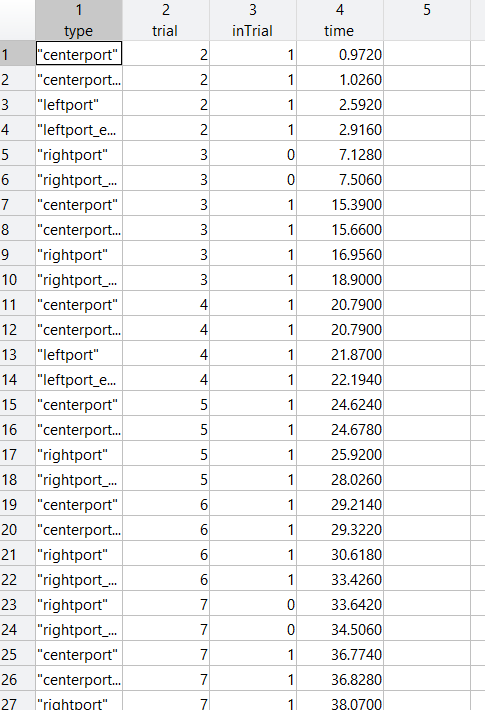 1 2 3 4 5
type trial inTrial time
1 "centerport" 2 1 0.9720
2 "centerport... 2 1 1.0260
3 "leftport" 2 1 2.5920
4 "leftport_e... 2 1 2.9160
5 "rightport" 3 0 7.1280
6 "rightport_... 3 0 7.5060
7 "centerport" 3 1 15.3900
8 "centerport... 3 1 15.6600
9 "rightport" 3 1 16.9560
10 "rightport_... 3 1 18.9000
11 "centerport" 4 1 20.7900
12 "centerport... 4 1 20.7900
13 "leftport" 4 1 21.8700
14 "leftport_e... 4 1 22.1940
15 "centerport" 5 1 24.6240
16 "centerport... 5 1 24.6780
17 "rightport" 5 1 25.9200
18 "rightport_... 5 1 28.0260
19 "centerport" 6 1 29.2140
20 "centerport... 6 1 29.3220
21 "rightport" 6 1 30.6180
22 "rightport_... 6 1 33.4260
23 "rightport" 7 0 33.6420
24 "rightport_... 7 0 34.5060
25 "centerport" 7 1 36.7740
26 "centerport... 7 1 36.8280
27 "rightport" 7 1 38.0700